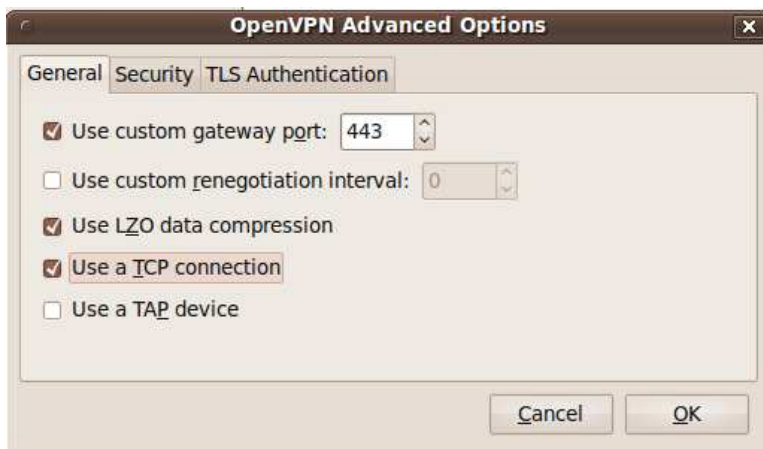 OpenVPN Advanced Options
General Security TLS Authentication
Use custom gateway port: 443
Use custom renegotiation interval: 0
Use LZO data compression
Use a TCP connection
Use a TAP device
Cancel OK